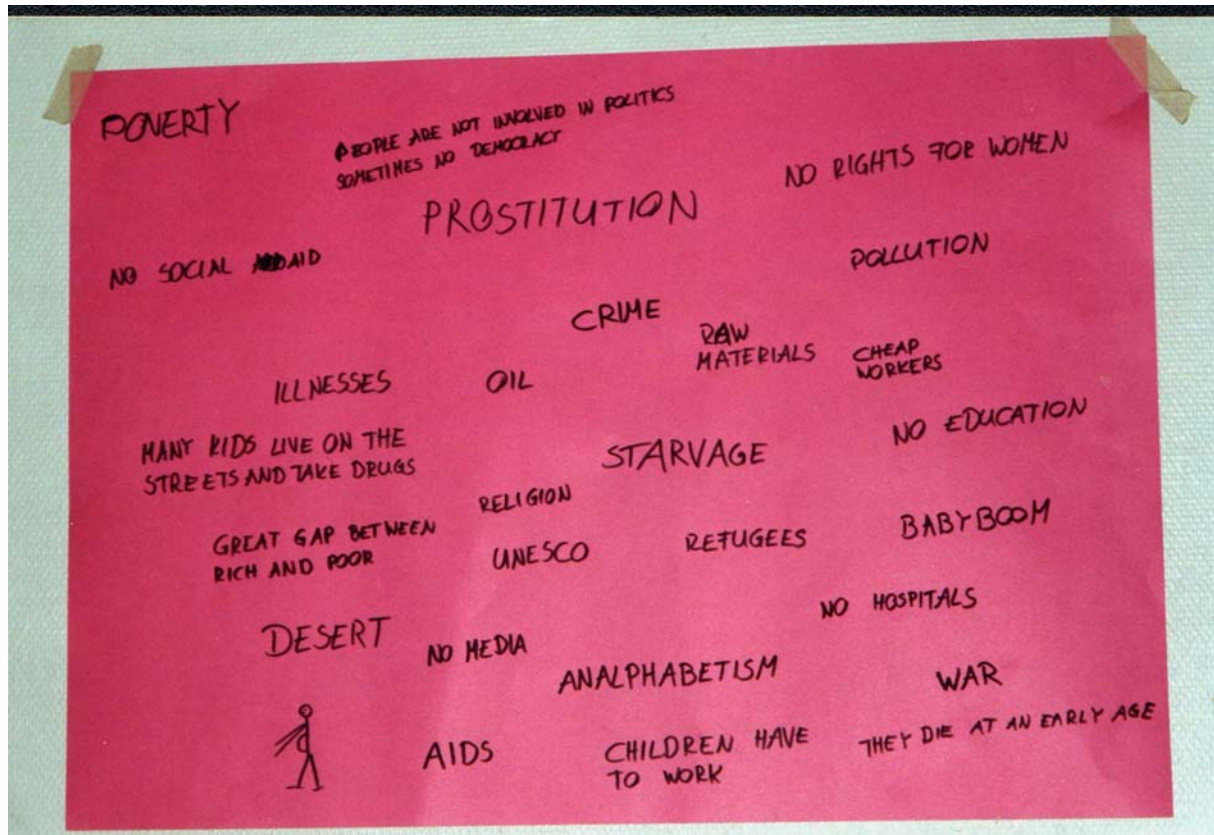 POVERTY
PEOPLE ARE NOT INVOLVED IN POLITICS
SOMETIMES NO DEMOCRACY
NO RIGHTS FOR WOMEN
PROSTITUTION
NO SOCIAL AID
POLLUTION
CRIME
RAW
MATERIALS
CHEAP
WORKERS
ILLNESSES
OIL
NO EDUCATION
MANY KIDS LIVE ON THE
STREETS AND TAKE DRUGS
STARVAGE
RELIGION
GREAT GAP BETWEEN
RICH AND POOR
UNESCO
REFUGEES
BABYBOOM
NO HOSPITALS
DESERT
NO MEDIA
ANALPHABETISM
WAR
AIDS
CHILDREN HAVE
TO WORK
THEY DIE AT AN EARLY AGE